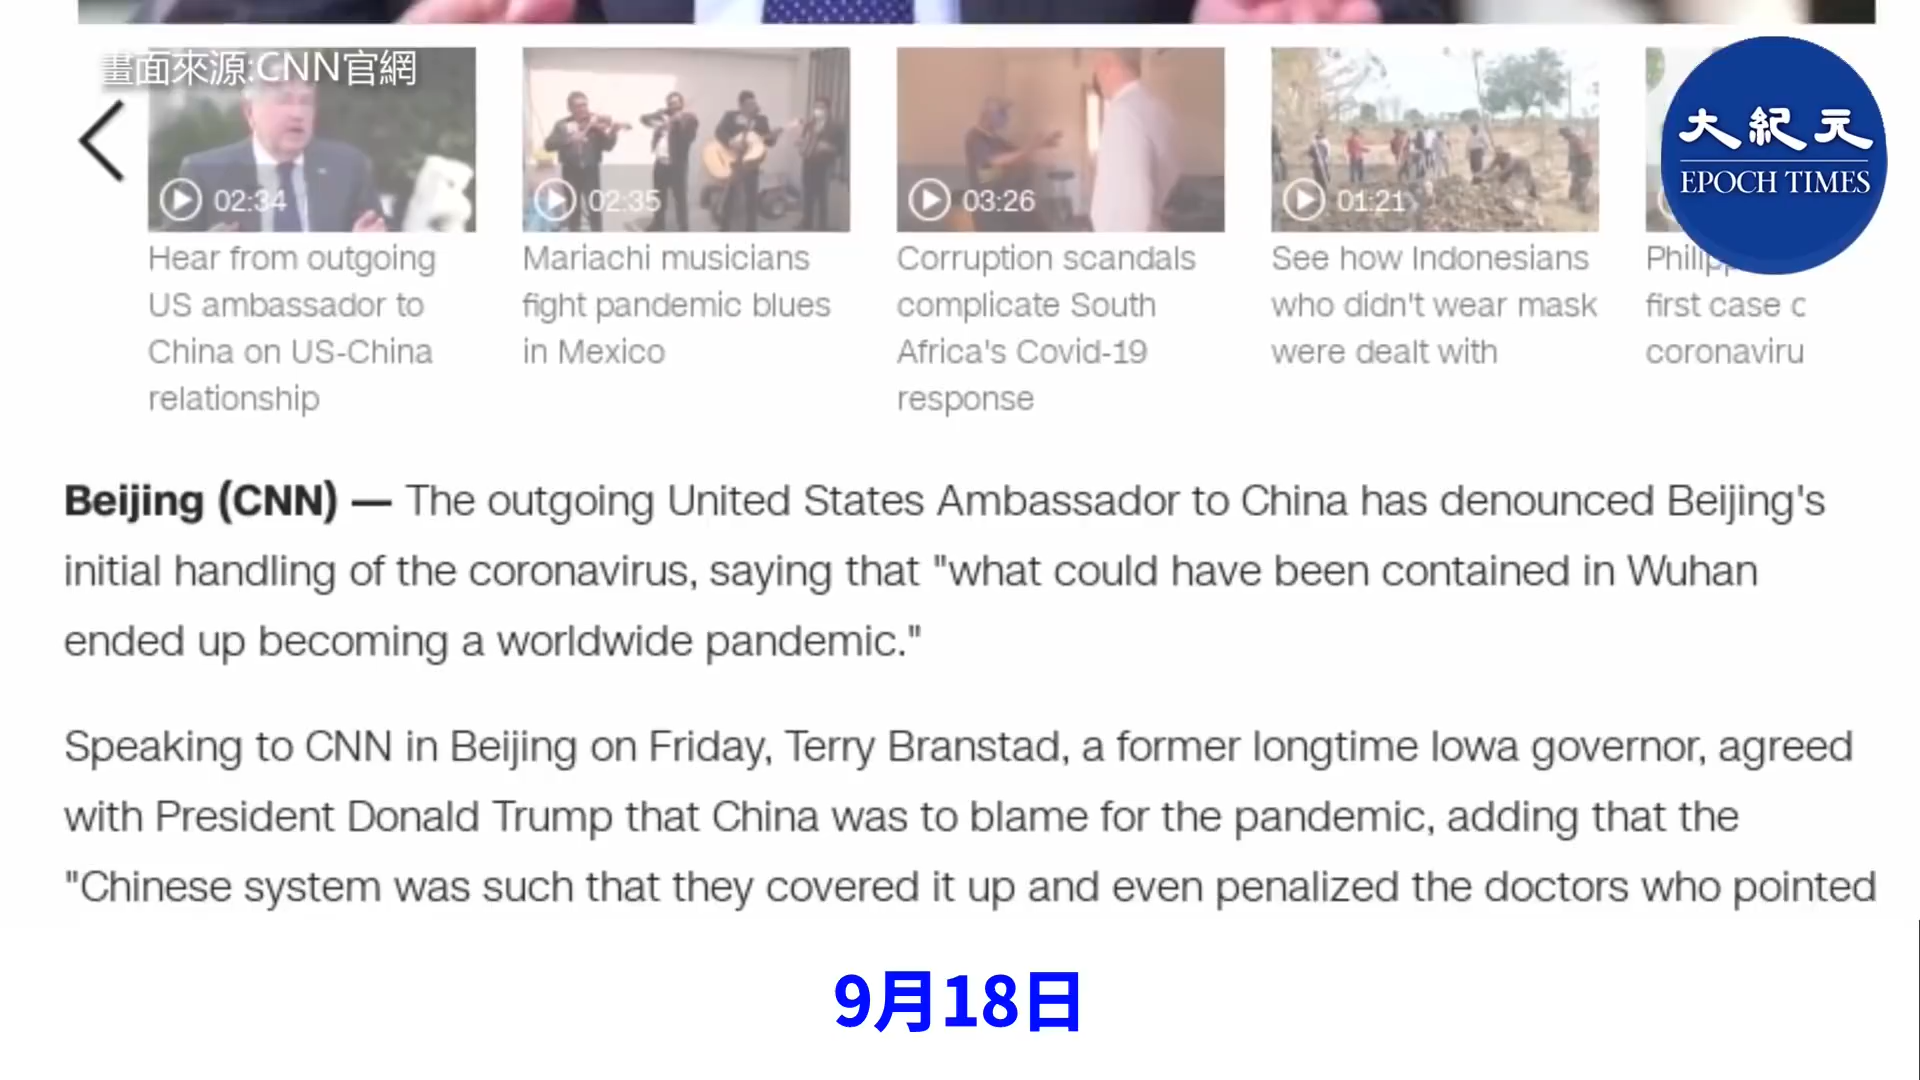 畫面來源:CNN官網
大紀元
EPOCH TIMES
02:34
02:35
03:26
01:21
Hear from outgoing
US ambassador to
China on US-China
relationship
Mariachi musicians
fight pandemic blues
in Mexico
Corruption scandals
complicate South
Africa's Covid-19
response
See how Indonesians
who didn't wear mask
were dealt with
first case
Beijing (CNN) — The outgoing United States Ambassador to China has denounced Beijing's
initial handling of the coronavirus, saying that "what could have been contained in Wuhan
ended up becoming a worldwide pandemic."
Speaking to CNN in Beijing on Friday, Terry Branstad, a former longtime Iowa governor, agreed
with President Donald Trump that China was to blame for the pandemic, adding that the
"Chinese system was such that they covered it up and even penalized the doctors who pointed
9月18日